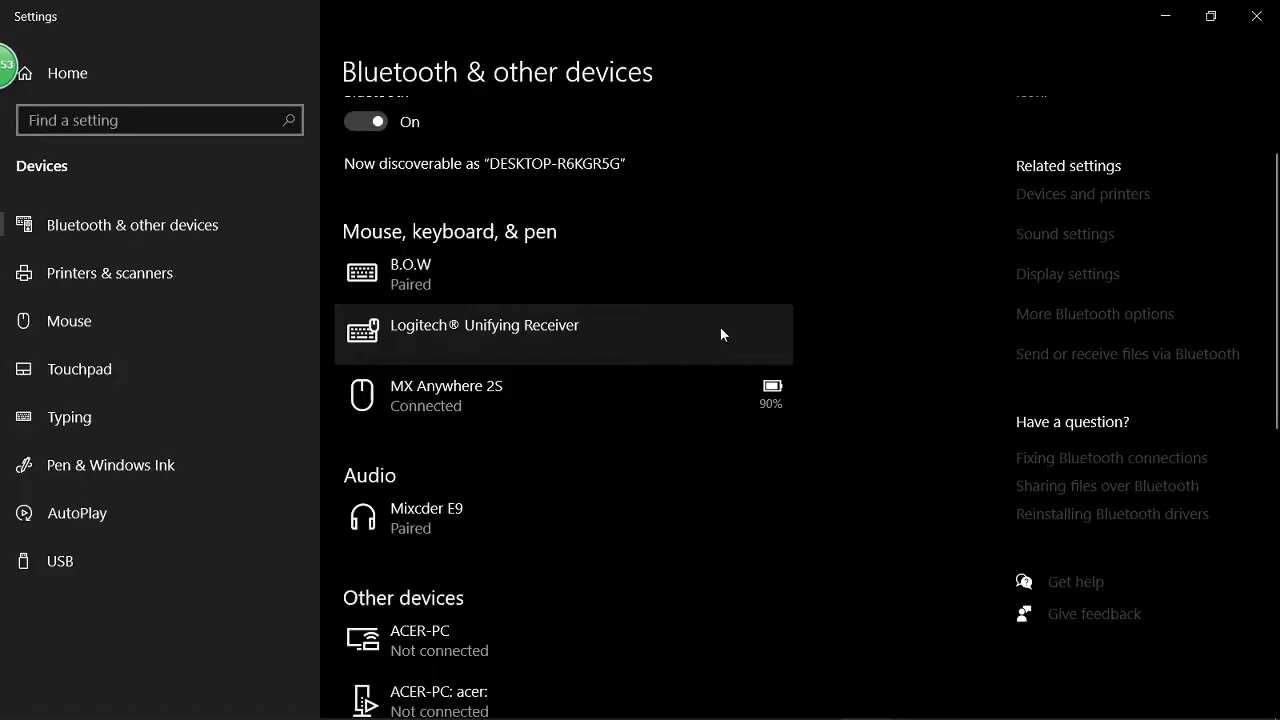 Settings
53
Home
Find a setting
Devices
Bluetooth & other devices
Printers & scanners
Mouse
Touchpad
Typing
Pen & Windows Ink
AutoPlay
USB
Bluetooth & other devices
Bluetooth
On
Now discoverable as “DESKTOP-R6KGR5G”
Mouse, keyboard, & pen
B.O.W
Paired
Logitech® Unifying Receiver
MX Anywhere 2S
Connected
90%
Audio
Mixcder E9
Paired
Other devices
ACER-PC
Not connected
ACER-PC: acer:
Not connected
Related settings
Devices and printers
Sound settings
Display settings
More Bluetooth options
Send or receive files via Bluetooth
Have a question?
Fixing Bluetooth connections
Sharing files over Bluetooth
Reinstalling Bluetooth drivers
Get help
Give feedback